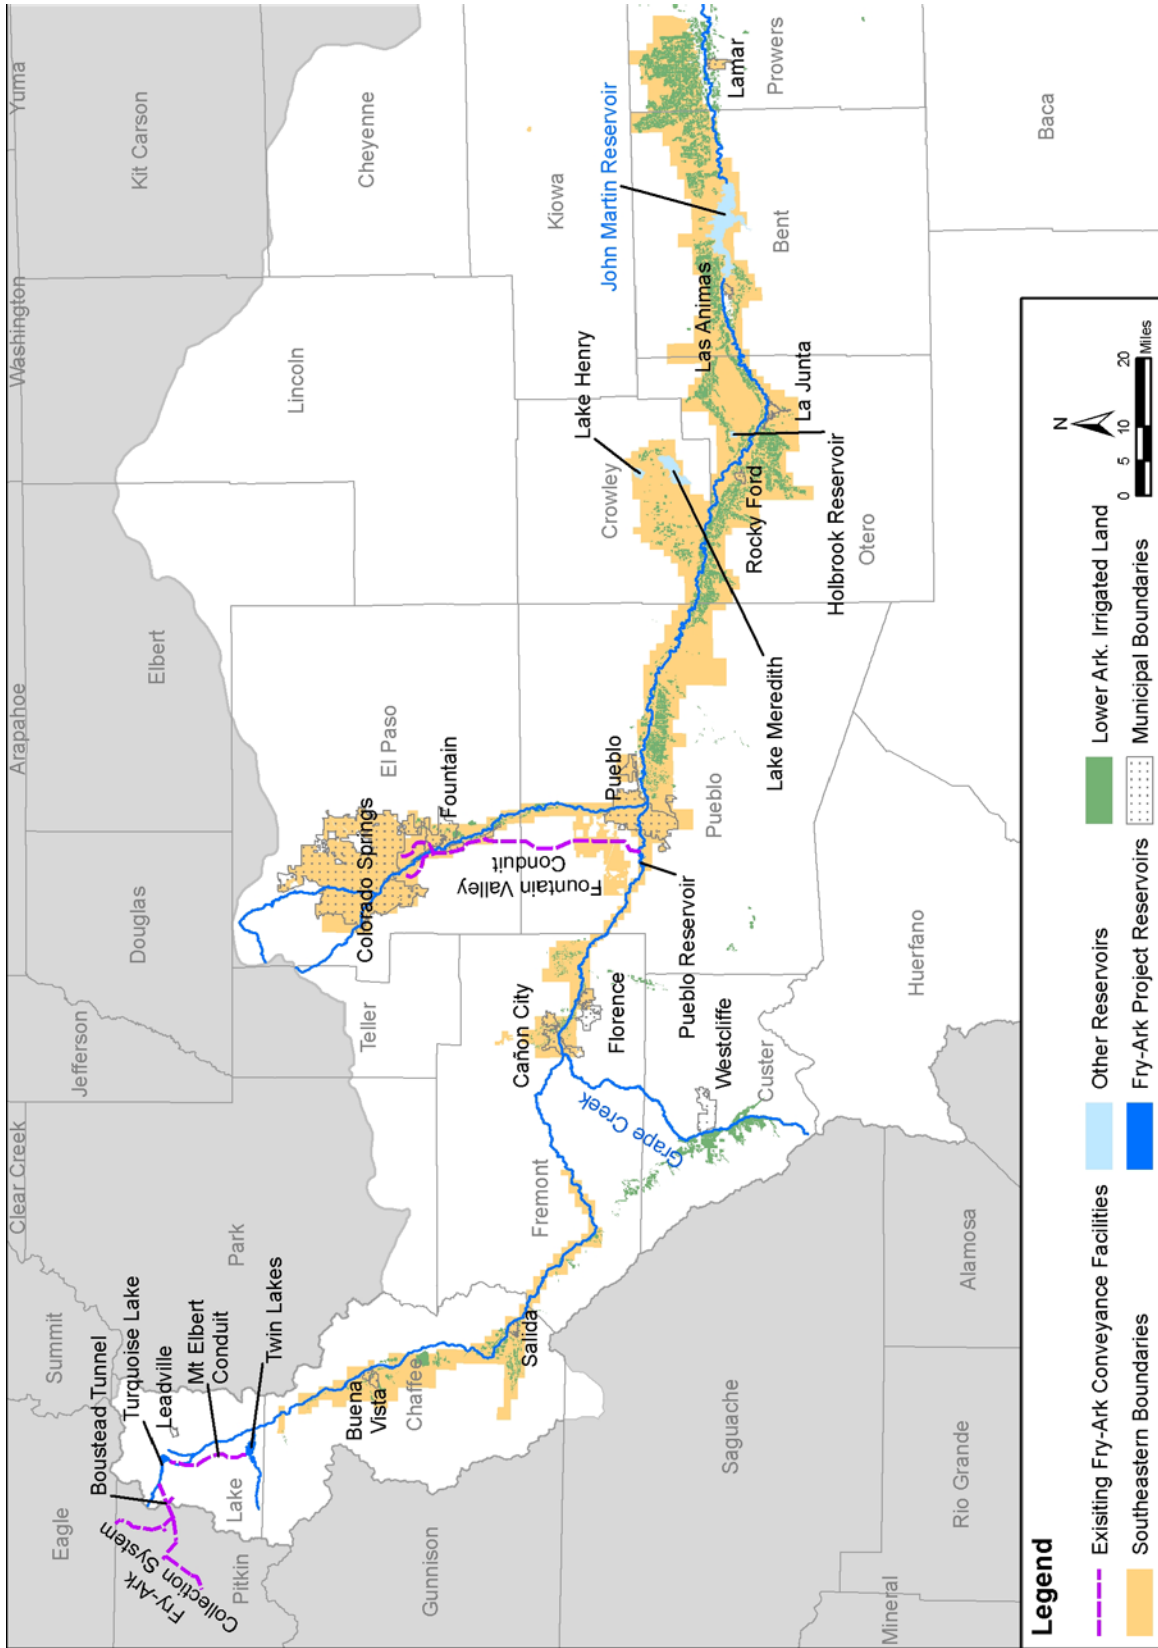 Eagle
Summit
Clear Creek
Jefferson
Arapahoe
Washington
Yuma
Pitkin
Lake
Park
Douglas
Elbert
Kit Carson
Fry-Ark
Collection System
Boustead Tunnel
Turquoise Lake
Leadville
Mt Elbert
Conduit
Twin Lakes
Teller
El Paso
Lincoln
Cheyenne
Colorado Springs
Fountain
Fountain Valley
Conduit
Gunnison
Buena
Vista
Chaffee
Salida
Fremont
Cañon City
Florence
Grape Creek
Pueblo
Pueblo Reservoir
Pueblo
Crowley
Lake Henry
Lake Meredith
Kiowa
John Martin Reservoir
Westcliffe
Custer
Rocky Ford
Holbrook Reservoir
La Junta
Las Animas
Otero
Bent
Lamar
Prowers
Saguache
Huerfano
Baca
Mineral
Rio Grande
Alamosa
Legend
Exisiting Fry-Ark Conveyance Facilities
Southeastern Boundaries
Other Reservoirs
Fry-Ark Project Reservoirs
Lower Ark. Irrigated Land
Municipal Boundaries
N
0 5 10 20
Miles